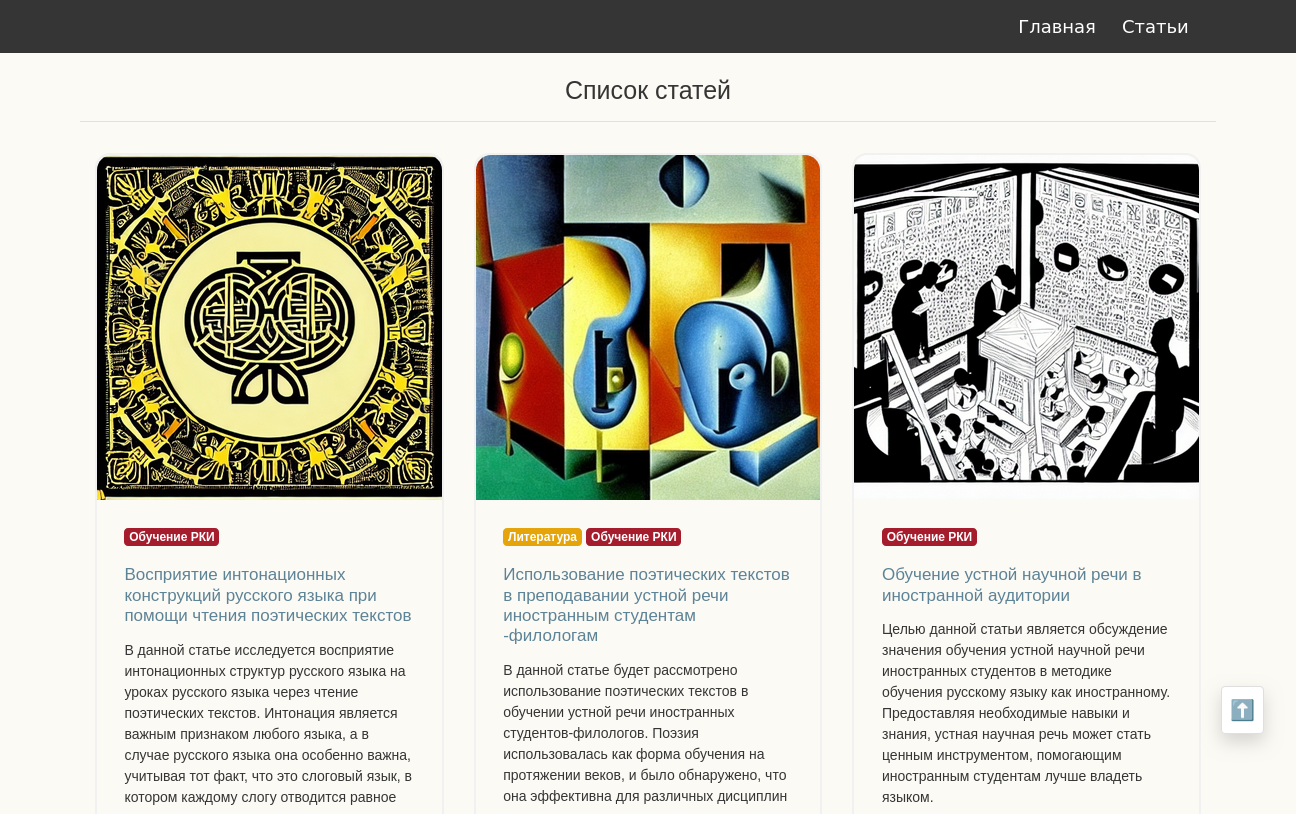 Главная Статьи
Список статей
Обучение РКИ
Восприятие интонационных
конструкций русского языка при
помощи чтения поэтических текстов
В данной статье исследуется восприятие
интонационных структур русского языка на
уроках русского языка через чтение
поэтических текстов. Интонация является
важным признаком любого языка, а в
случае русского языка она особенно важна,
учитывая тот факт, что это слоговый язык, в
котором каждому слогу отводится равное
Литература Обучение РКИ
Использование поэтических текстов
в преподавании устной речи
иностранным студентам
-филологам
В данной статье будет рассмотрено
использование поэтических текстов в
обучении устной речи иностранных
студентов-филологов. Поэзия
использовалась как форма обучения на
протяжении веков, и было обнаружено, что
она эффективна для различных дисциплин
Обучение РКИ
Обучение устной научной речи в
иностранной аудитории
Целью данной статьи является обсуждение
значения обучения устной научной речи
иностранных студентов в методике
обучения русскому языку как иностранному.
Предоставляя необходимые навыки и
знания, устная научная речь может стать
ценным инструментом, помогающим
иностранным студентам лучше владеть
языком.